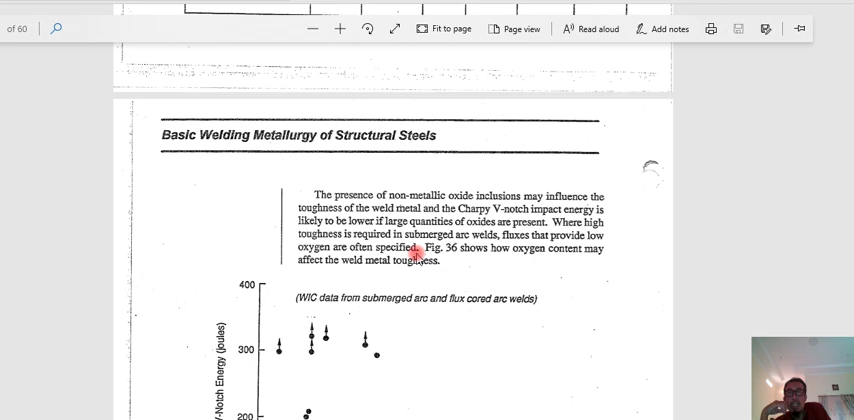 of 60
Fit to page
Page view
Read aloud
Add notes
Basic Welding Metallurgy of Structural Steels
The presence of non-metallic oxide inclusions may influence the
toughness of the weld metal and the Charpy V-notch impact energy is
likely to be lower if large quantities of oxides are present. Where high
toughness is required in submerged arc welds, fluxes that provide low
oxygen are often specified. Fig. 36 shows how oxygen content may
affect the weld metal toughness.
400
(WIC data from submerged arc and flux cored arc welds)
300
200
V-Notch Energy (joules)